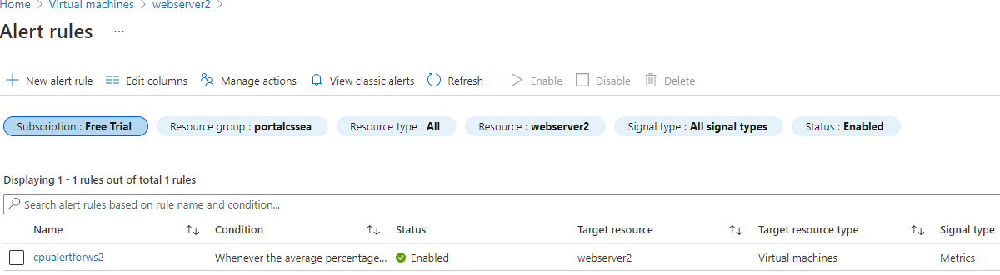 Home > Virtual machines > webserver2 >
Alert rules ...
New alert rule Edit columns Manage actions View classic alerts Refresh Enable Disable Delete
Subscription : Free Trial Resource group : portalcssea Resource type : All Resource : webserver2 Signal type : All signal types Status : Enabled
Displaying 1 - 1 rules out of total 1 rules
Search alert rules based on rule name and condition...
Name Condition Status Target resource Target resource type Signal type
cpualertforws2 Whenever the average percentage... Enabled webserver2 Virtual machines Metrics